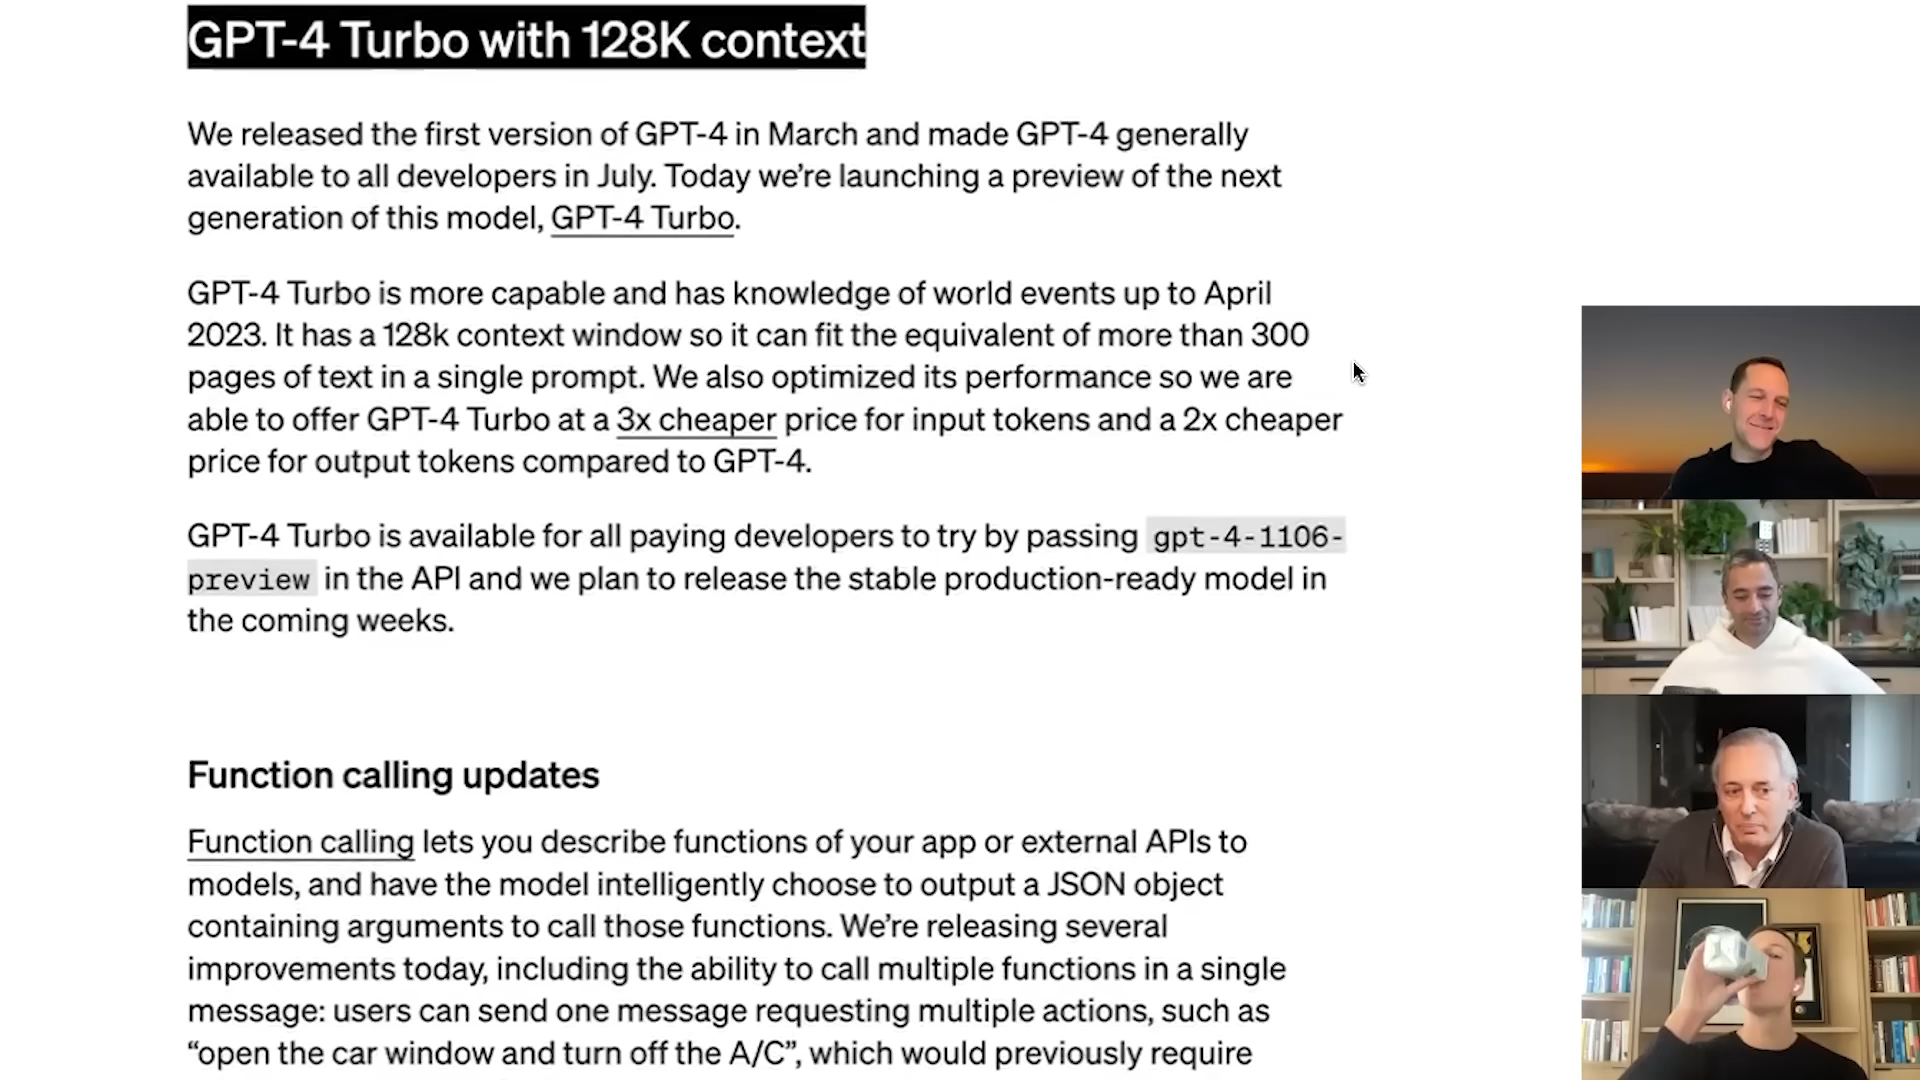 GPT-4 Turbo with 128K context
We released the first version of GPT-4 in March and made GPT-4 generally
available to all developers in July. Today we’re launching a preview of the next
generation of this model, GPT-4 Turbo.
GPT-4 Turbo is more capable and has knowledge of world events up to April
2023. It has a 128k context window so it can fit the equivalent of more than 300
pages of text in a single prompt. We also optimized its performance so we are
able to offer GPT-4 Turbo at a 3x cheaper price for input tokens and a 2x cheaper
price for output tokens compared to GPT-4.
GPT-4 Turbo is available for all paying developers to try by passing gpt-4-1106-
preview in the API and we plan to release the stable production-ready model in
the coming weeks.
Function calling updates
Function calling lets you describe functions of your app or external APIs to
models, and have the model intelligently choose to output a JSON object
containing arguments to call those functions. We’re releasing several
improvements today, including the ability to call multiple functions in a single
message: users can send one message requesting multiple actions, such as
“open the car window and turn off the A/C”, which would previously require